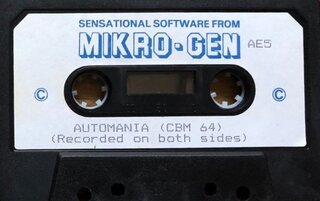 SENSATIONAL SOFTWARE FROM
MIKRO-GEN AE5
© ©
AUTOMANIA (CBM 64)
(Recorded on both sides)